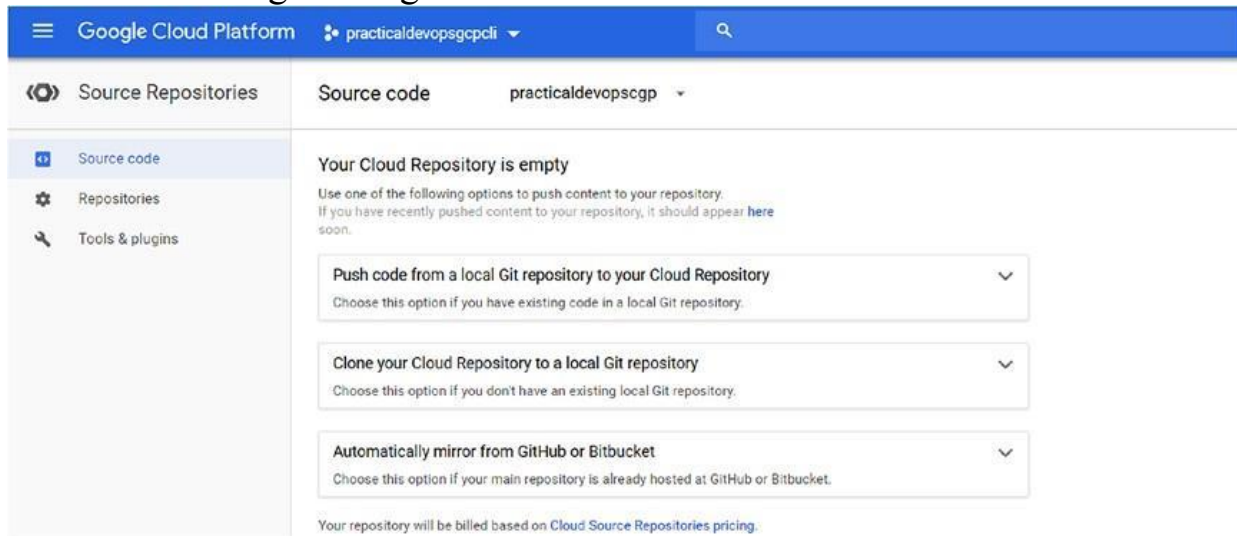 Google Cloud Platform practicaldevopsgcpcli
Source Repositories
Source code practicaldevopscgp
Source code
Repositories
Tools & plugins
Your Cloud Repository is empty
Use one of the following options to push content to your repository.
If you have recently pushed content to your repository, it should appear here
soon.
Push code from a local Git repository to your Cloud Repository
Choose this option if you have existing code in a local Git repository.
Clone your Cloud Repository to a local Git repository
Choose this option if you don't have an existing local Git repository.
Automatically mirror from GitHub or Bitbucket
Choose this option if your main repository is already hosted at GitHub or Bitbucket.
Your repository will be billed based on Cloud Source Repositories pricing.